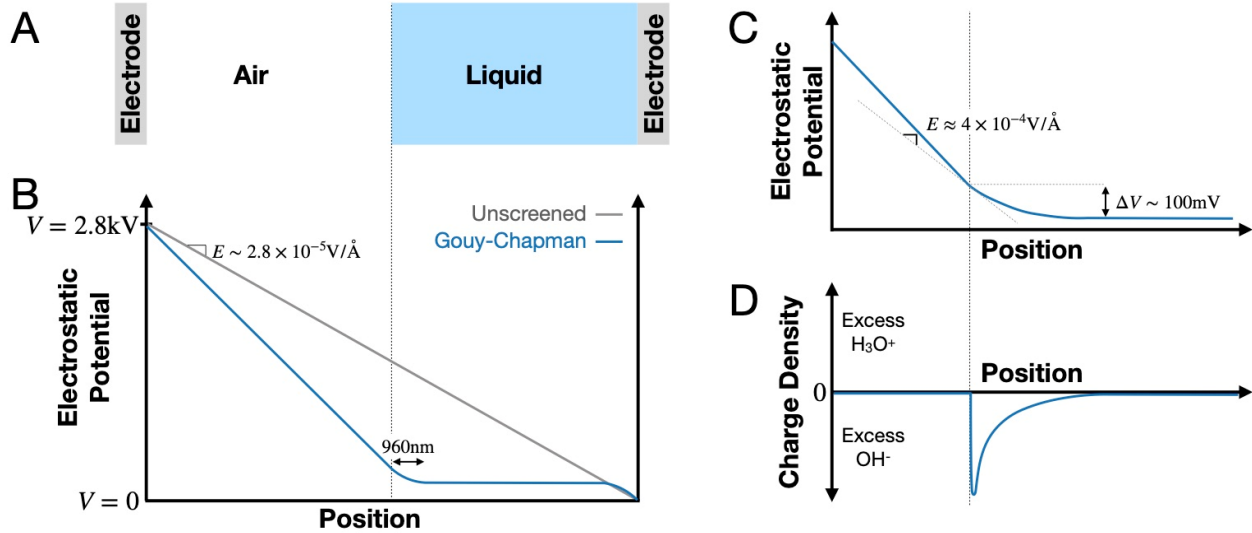 A
Electrode
Air
Liquid
Electrode
B
V = 2.8kV
Unscreened
Gouy-Chapman
E ∼ 2.8 × 10⁻⁵V/Å
Electrostatic
Potential
960nm
V = 0
Position
C
Electrostatic
Potential
E ≈ 4 × 10⁻⁴V/Å
ΔV ∼ 100mV
Position
D
Charge Density
Excess
H₃O⁺
Position
0
Excess
OH⁻